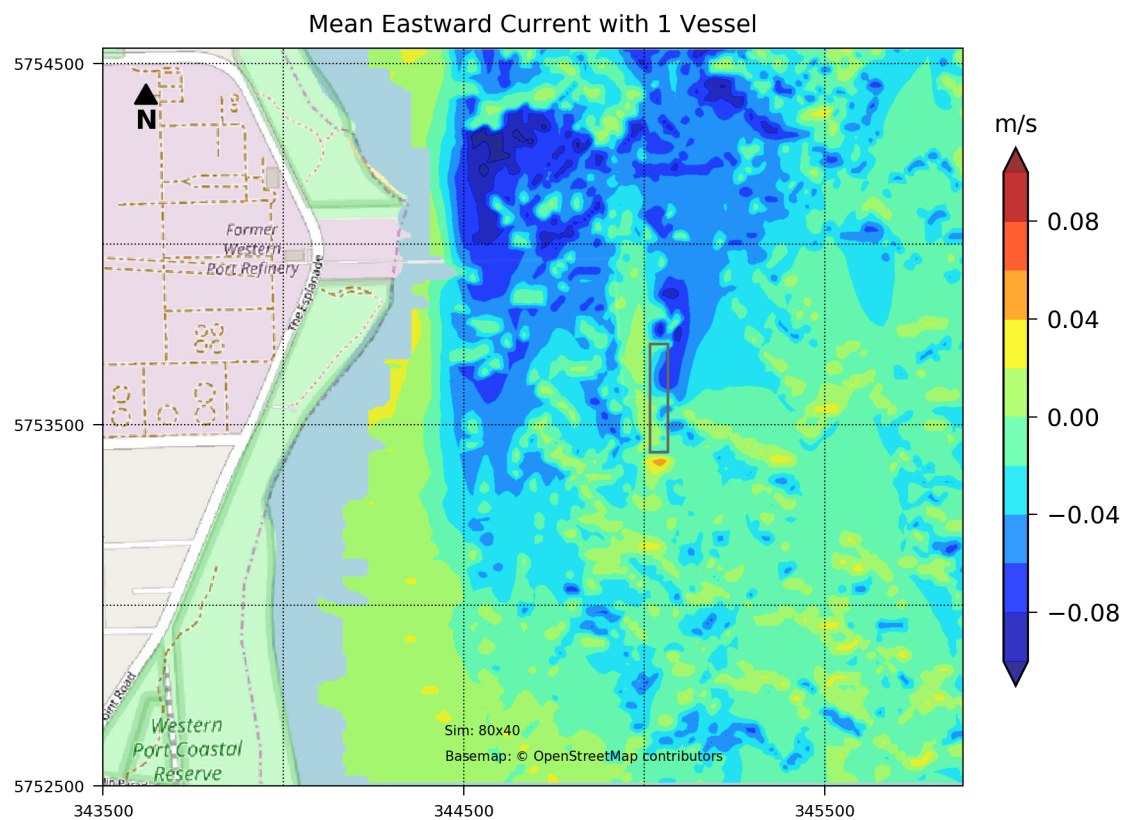 Mean Eastward Current with 1 Vessel
m/s
5754500
N
0.08
Former
Western
Port Refinery
The Esplanade
0.04
0.00
5753500
−0.04
−0.08
Road
Western
Port Coastal
Reserve
Sim: 80x40
Basemap: © OpenStreetMap contributors
5752500
343500
344500
345500